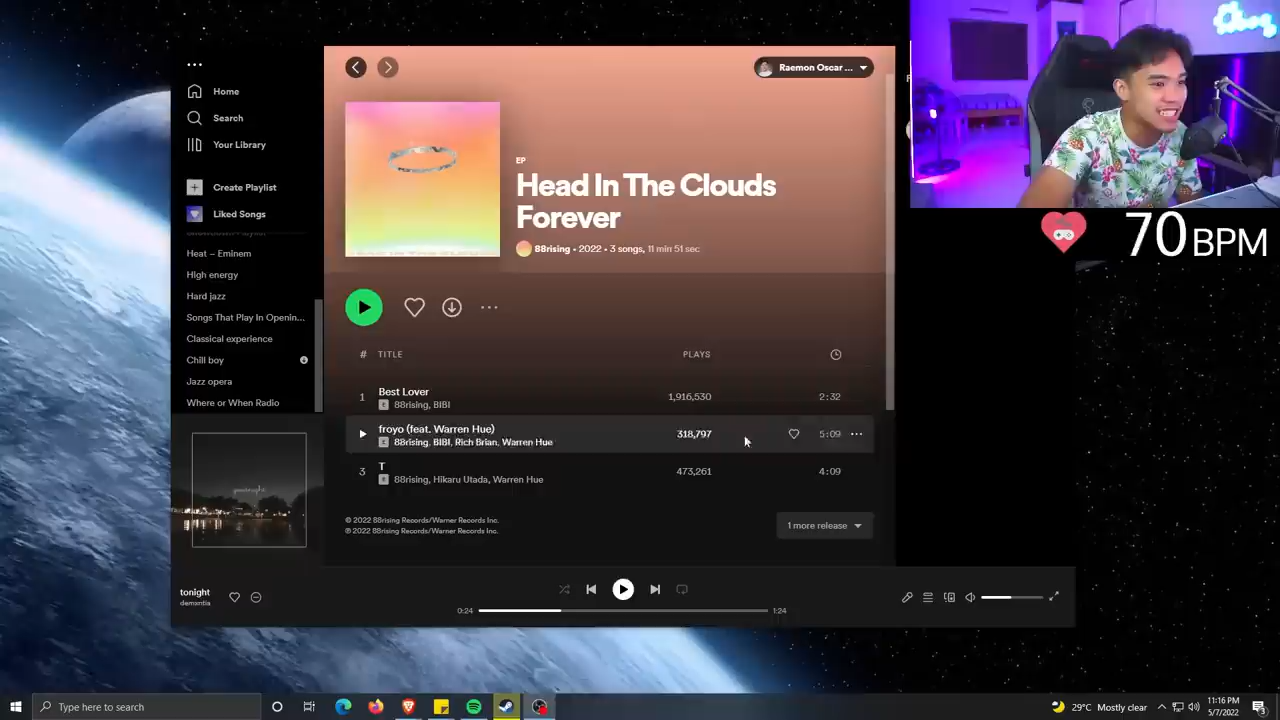 Raemon Oscar ...
Home
Search
Your Library
Create Playlist
Liked Songs
Heat – Eminem
High energy
Hard jazz
Songs That Play In Openin...
Classical experience
Chill boy
Jazz opera
Where or When Radio
EP
Head In The Clouds
Forever
88rising • 2022 • 3 songs, 11 min 51 sec
# TITLE PLAYS
1 Best Lover 1,916,530 2:32
E 88rising, BIBI
froyo (feat. Warren Hue) 318,797 5:09
E 88rising, BIBI, Rich Brian, Warren Hue
3 T 473,261 4:09
E 88rising, Hikaru Utada, Warren Hue
© 2022 88rising Records/Warner Records Inc.
℗ 2022 88rising Records/Warner Records Inc.
1 more release
70 BPM
goodnight
tonight
dementia
0:24 1:24
Type here to search
29°C Mostly clear
11:16 PM
5/7/2022